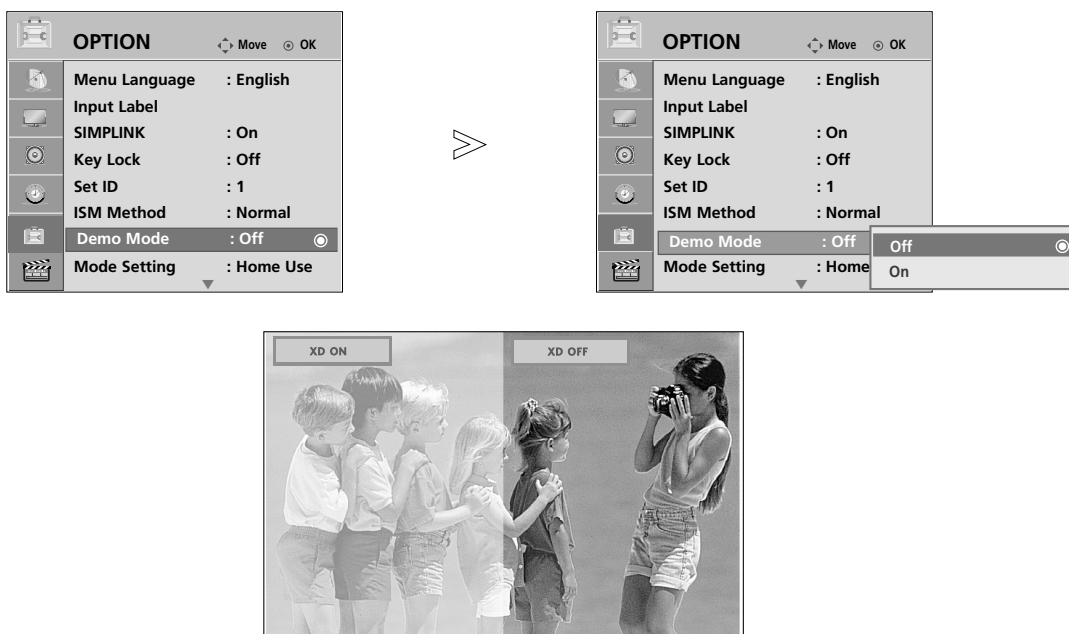 OPTION Move OK
Menu Language : English
Input Label
SIMPLINK : On
Key Lock : Off
Set ID : 1
ISM Method : Normal
Demo Mode : Off
Mode Setting : Home Use
OPTION Move OK
Menu Language : English
Input Label
SIMPLINK : On
Key Lock : Off
Set ID : 1
ISM Method : Normal
Demo Mode : Off
Mode Setting : Home
Off
On
XD ON
XD OFF